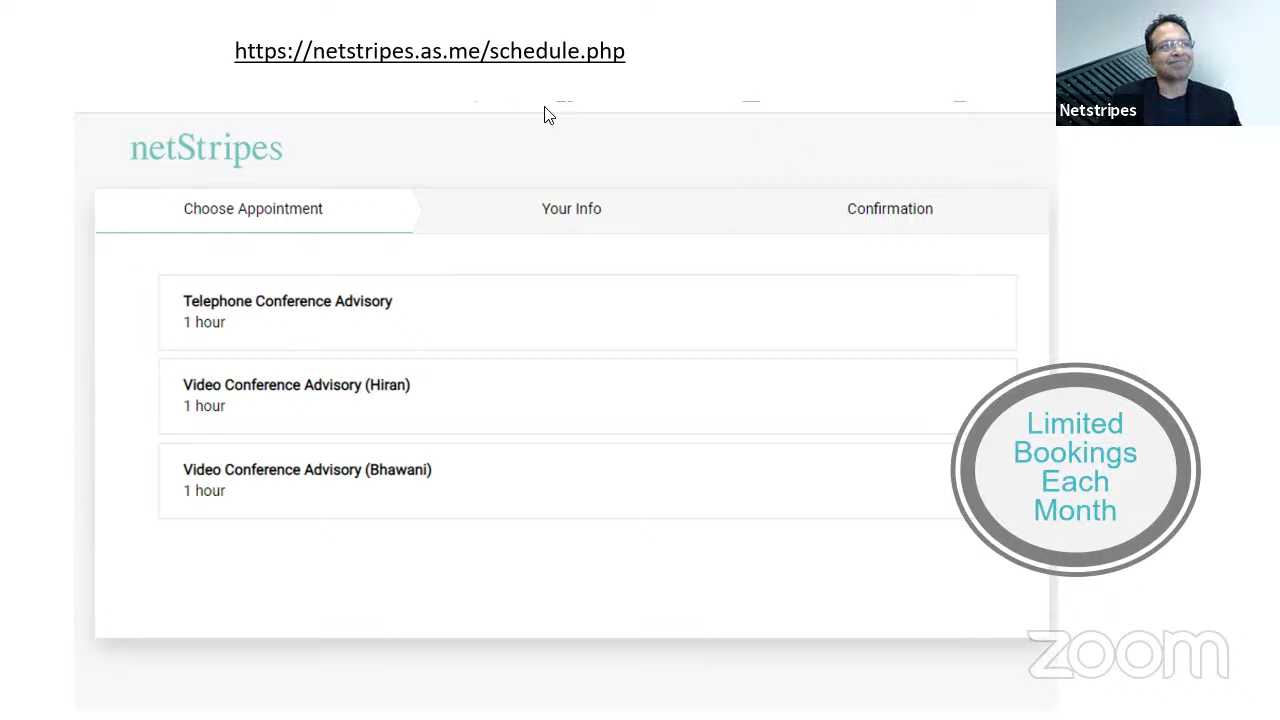 https://netstripes.as.me/schedule.php
Netstripes
netStripes
Choose Appointment
Your Info
Confirmation
Telephone Conference Advisory
1 hour
Video Conference Advisory (Hiran)
1 hour
Video Conference Advisory (Bhawani)
1 hour
Limited
Bookings
Each
Month
zoom